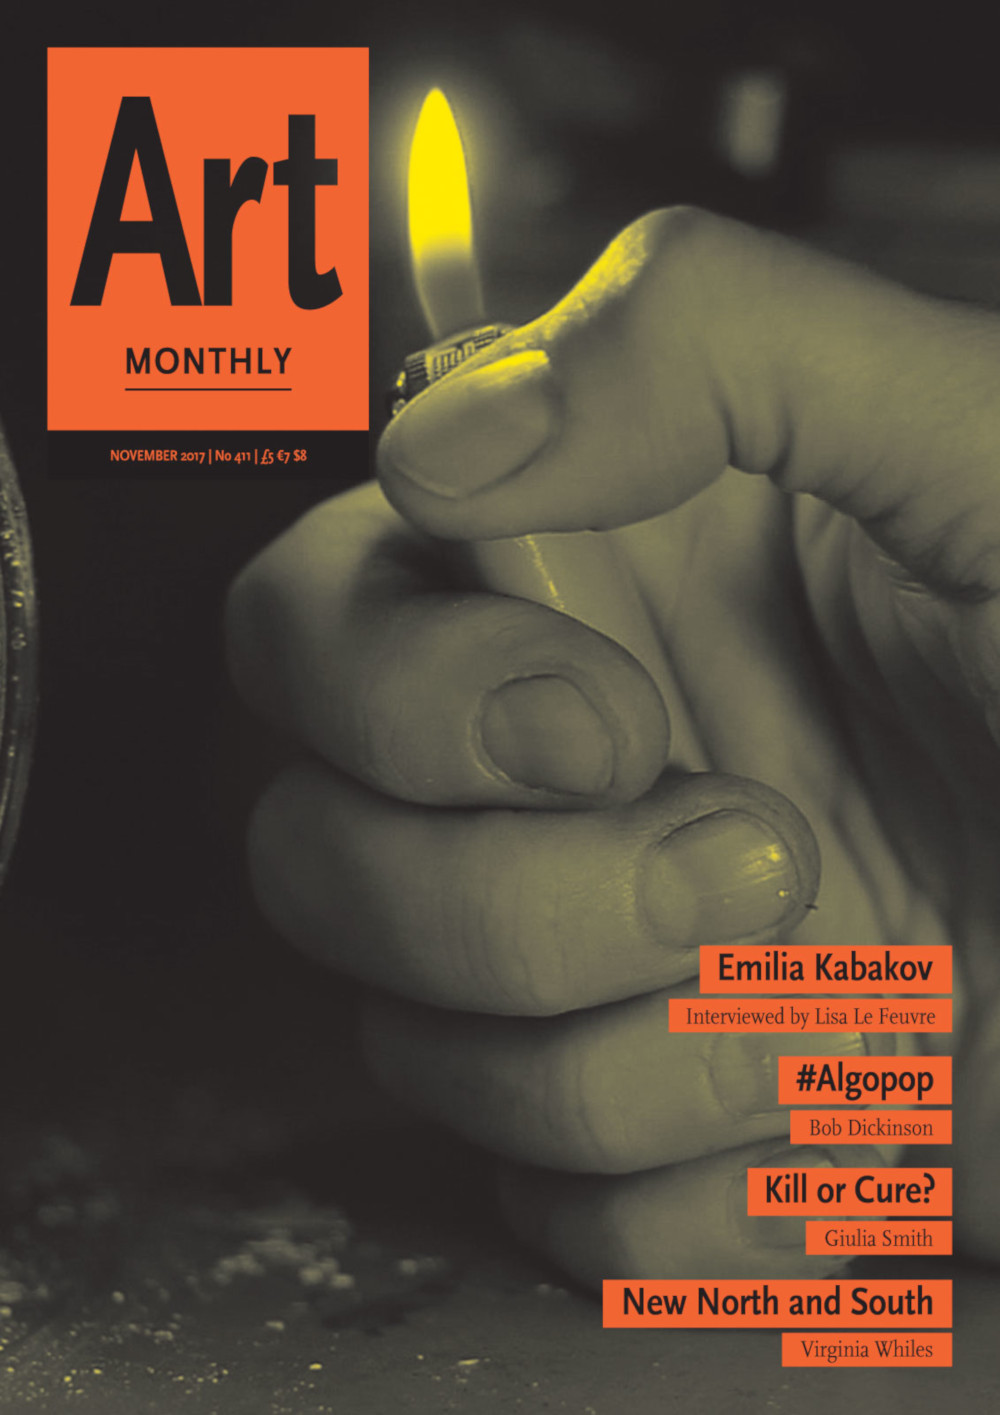 Art
MONTHLY
NOVEMBER 2017 | No 411 | £5 €7 $8
Emilia Kabakov
Interviewed by Lisa Le Feuvre
#Algopop
Bob Dickinson
Kill or Cure?
Giulia Smith
New North and South
Virginia Whiles